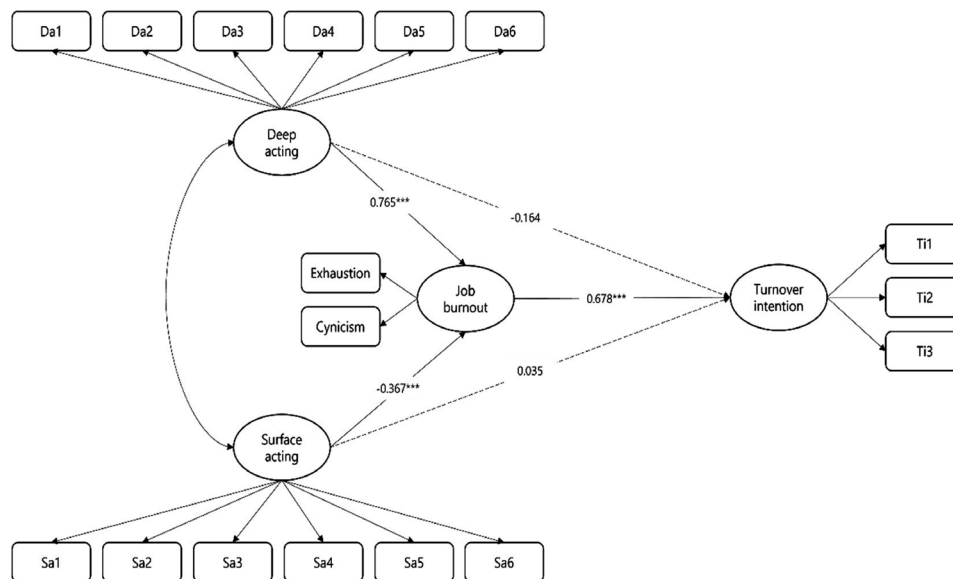 Da1
Da2
Da3
Da4
Da5
Da6
Deep
acting
0.765***
-0.164
Exhaustion
Cynicism
Job
burnout
0.678***
Turnover
intention
Ti1
Ti2
Ti3
-0.367***
0.035
Surface
acting
Sa1
Sa2
Sa3
Sa4
Sa5
Sa6